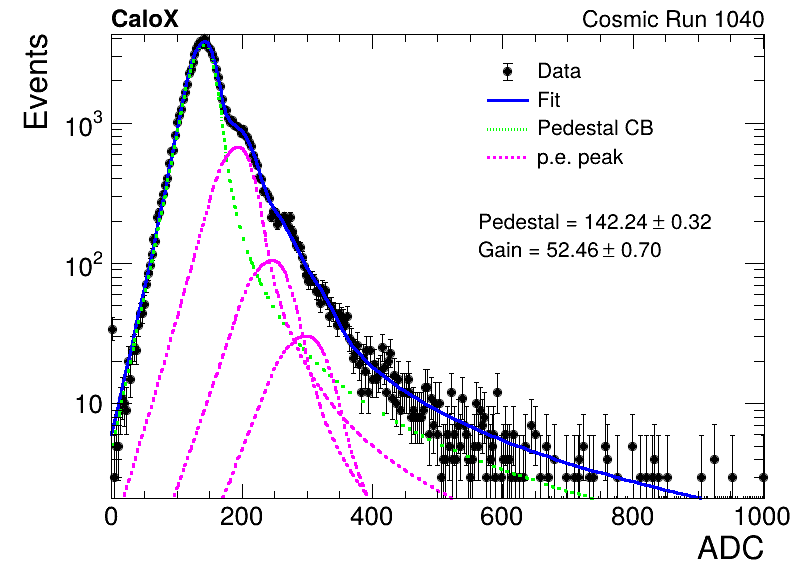 CaloX Cosmic Run 1040
Events
Data
Fit
Pedestal CB
p.e. peak
Pedestal = 142.24 ± 0.32
Gain = 52.46 ± 0.70
10³
10²
10
0 200 400 600 800 1000
ADC